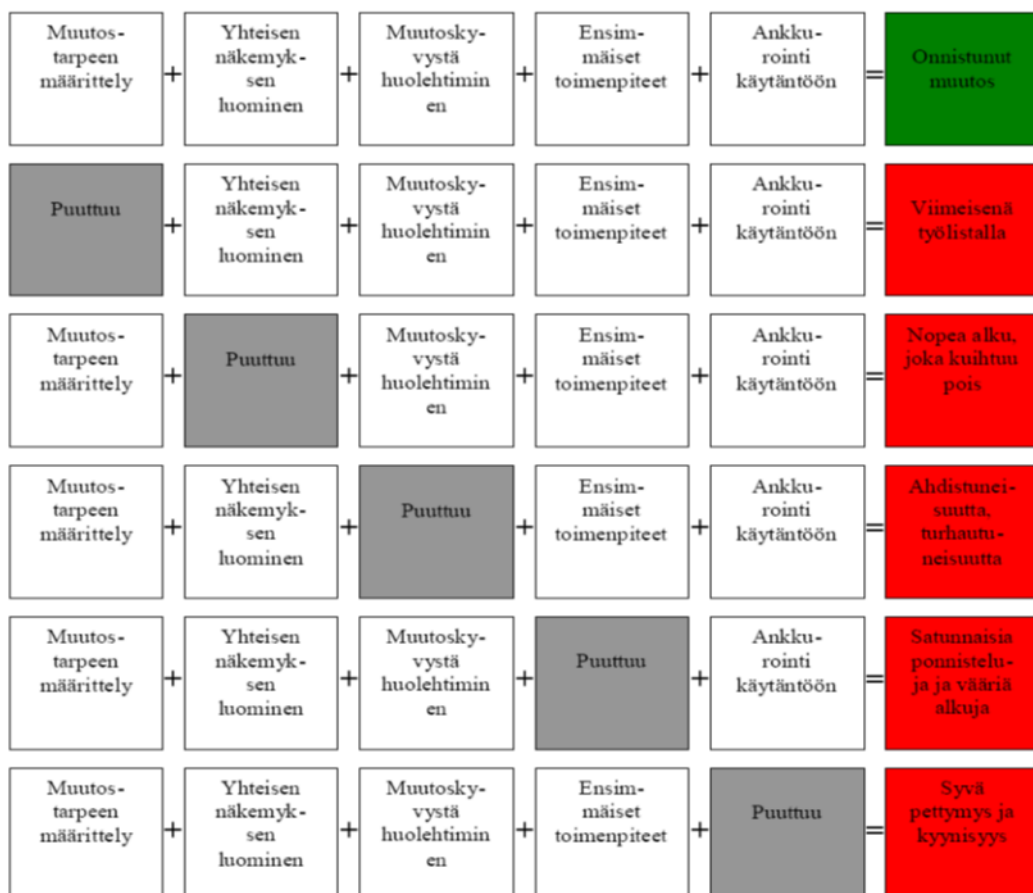 Muutos-
tarpeen
määrittely
+
Yhteisen
näkemyk-
sen
luominen
+
Muutosky-
vystä
huolehtimin
en
+
Ensim-
mäiset
toimenpiteet
+
Ankku-
rointi
käytäntöön
=
Onnistunut
muutos
Puuttuu
+
Yhteisen
näkemyk-
sen
luominen
+
Muutosky-
vystä
huolehtimin
en
+
Ensim-
mäiset
toimenpiteet
+
Ankku-
rointi
käytäntöön
=
Viimeisenä
työlistalla
Muutos-
tarpeen
määrittely
+
Puuttuu
+
Muutosky-
vystä
huolehtimin
en
+
Ensim-
mäiset
toimenpiteet
+
Ankku-
rointi
käytäntöön
=
Nopea alku,
joka kuihtuu
pois
Muutos-
tarpeen
määrittely
+
Yhteisen
näkemyk-
sen
luominen
+
Puuttuu
+
Ensim-
mäiset
toimenpiteet
+
Ankku-
rointi
käytäntöön
=
Ahdistunei-
suutta,
turhautu-
neisuutta
Muutos-
tarpeen
määrittely
+
Yhteisen
näkemyk-
sen
luominen
+
Muutosky-
vystä
huolehtimin
en
+
Puuttuu
+
Ankku-
rointi
käytäntöön
=
Satunnaisia
ponnistelu-
ja ja vääriä
alkuja
Muutos-
tarpeen
määrittely
+
Yhteisen
näkemyk-
sen
luominen
+
Muutosky-
vystä
huolehtimin
en
+
Ensim-
mäiset
toimenpiteet
+
Puuttuu
=
Syvä
pettymys ja
kyynisyys